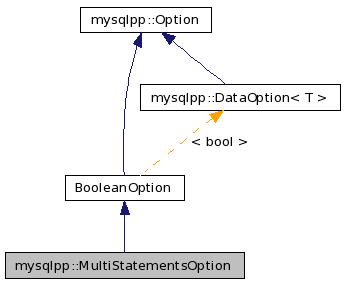 mysqlpp::Option
mysqlpp::DataOption< T >
< bool >
BooleanOption
mysqlpp::MultiStatementsOption